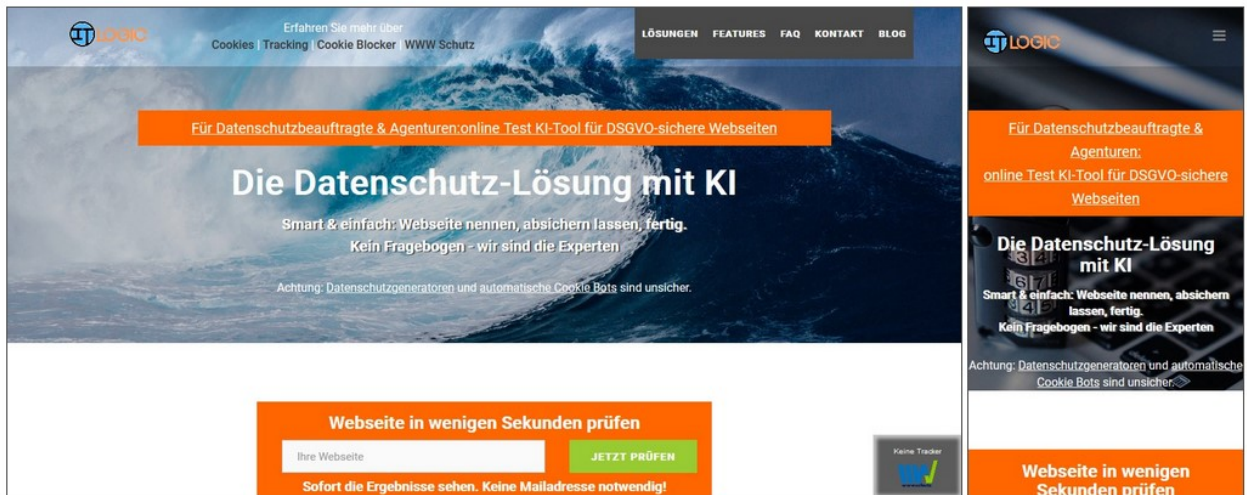 IT LOGIC
Erfahren Sie mehr über
Cookies | Tracking | Cookie Blocker | WWW Schutz
LÖSUNGEN FEATURES FAQ KONTAKT BLOG
Für Datenschutzbeauftragte & Agenturen:online Test KI-Tool für DSGVO-sichere Webseiten
Die Datenschutz-Lösung mit KI
Smart & einfach: Webseite nennen, absichern lassen, fertig.
Kein Fragebogen - wir sind die Experten
Achtung: Datenschutzgeneratoren und automatische Cookie Bots sind unsicher.
Webseite in wenigen Sekunden prüfen
Ihre Webseite
JETZT PRÜFEN
Sofort die Ergebnisse sehen. Keine Mailadresse notwendig!
Keine Tracker
IT LOGIC
Für Datenschutzbeauftragte &
Agenturen:
online Test KI-Tool für DSGVO-sichere
Webseiten
Die Datenschutz-Lösung
mit KI
Smart & einfach: Webseite nennen, absichern
lassen, fertig.
Kein Fragebogen - wir sind die Experten
Achtung: Datenschutzgeneratoren und automatische
Cookie Bots sind unsicher.
Webseite in wenigen
Sekunden prüfen